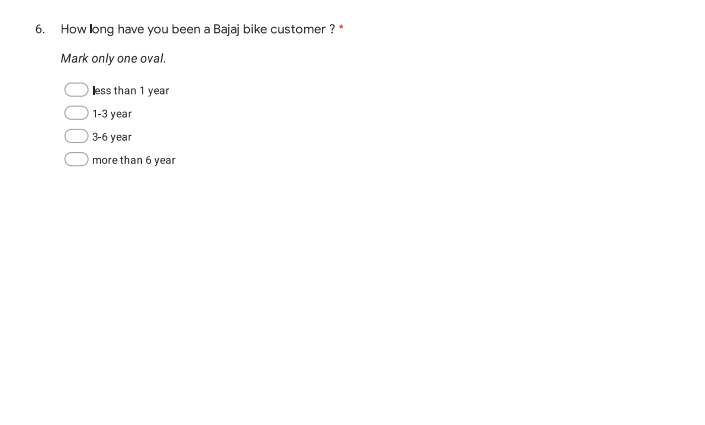 6. How long have you been a Bajaj bike customer ? *
Mark only one oval.
less than 1 year
1-3 year
3-6 year
more than 6 year